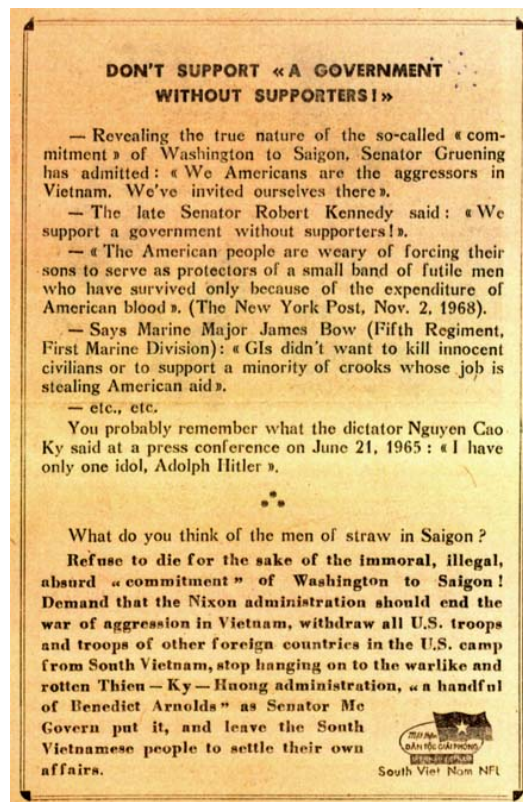 DON'T SUPPORT « A GOVERNMENT
WITHOUT SUPPORTERS ! »
— Revealing the true nature of the so-called « com-
mitment » of Washington to Saigon, Senator Gruening
has admitted : « We Americans are the aggressors in
Vietnam. We've invited ourselves there ».
— The late Senator Robert Kennedy said : « We
support a government without supporters ! ».
— « The American people are weary of forcing their
sons to serve as protectors of a small band of futile men
who have survived only because of the expenditure of
American blood ». (The New York Post, Nov. 2, 1968).
— Says Marine Major James Bow (Fifth Regiment,
First Marine Division) : « GIs didn't want to kill innocent
civilians or to support a minority of crooks whose job is
stealing American aid ».
— etc., etc.
You probably remember what the dictator Nguyen Cao
Ky said at a press conference on June 21, 1965 : « I have
only one idol, Adolph Hitler ».
What do you think of the men of straw in Saigon ?
Refuse to die for the sake of the immoral, illegal,
absurd “ commitment ” of Washington to Saigon !
Demand that the Nixon administration should end the
war of aggression in Vietnam, withdraw all U.S. troops
and troops of other foreign countries in the U.S. camp
from South Vietnam, stop hanging on to the warlike and
rotten Thieu — Ky — Huong administration, “ a handful
of Benedict Arnolds ” as Senator Mc
Govern put it, and leave the South
Vietnamese people to settle their own
affairs.
DÂN TỘC GIẢI PHÓNG
South Viet Nam NFL